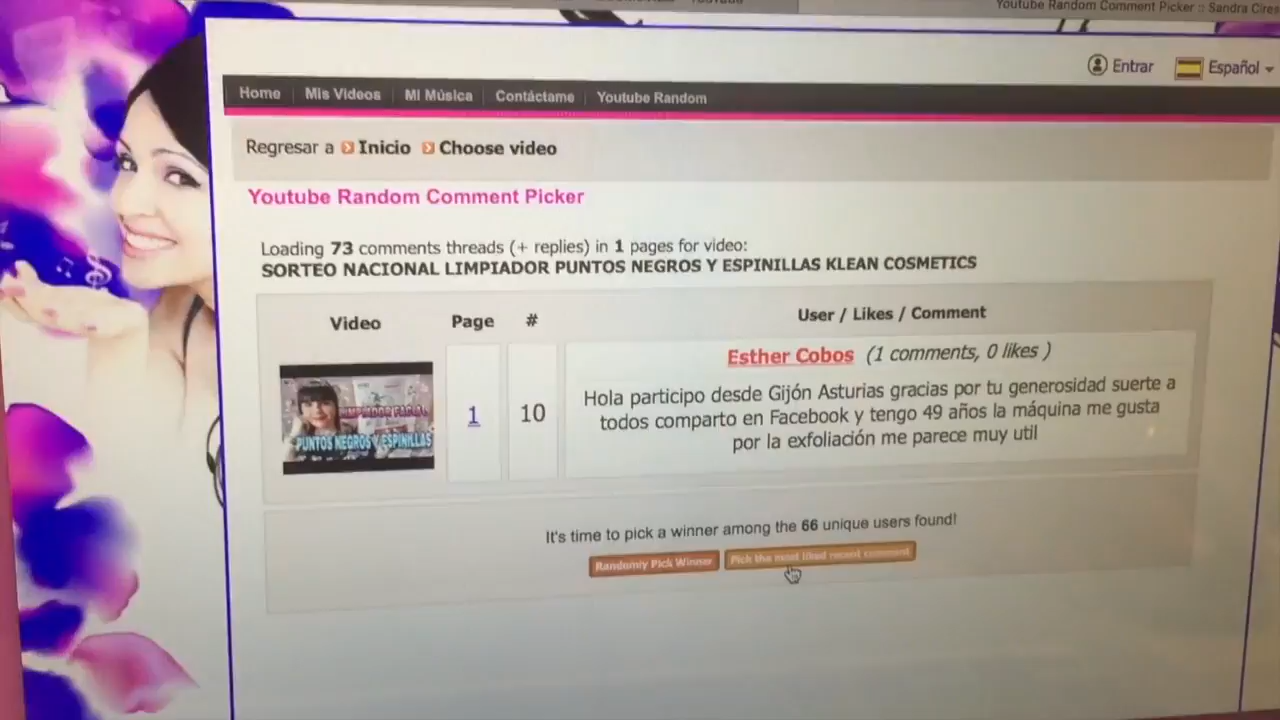 Youtube Random Comment Picker :: Sandra Cires
Entrar
Español
Home
Mis Videos
Mi Música
Contáctame
Youtube Random
Regresar a Inicio Choose video
Youtube Random Comment Picker
Loading 73 comments threads (+ replies) in 1 pages for video:
SORTEO NACIONAL LIMPIADOR PUNTOS NEGROS Y ESPINILLAS KLEAN COSMETICS
Video
Page
#
User / Likes / Comment
LIMPIADOR FACIAL
PUNTOS NEGROS Y ESPINILLAS
1
10
Esther Cobos (1 comments, 0 likes )
Hola participo desde Gijón Asturias gracias por tu generosidad suerte a
todos comparto en Facebook y tengo 49 años la máquina me gusta
por la exfoliación me parece muy util
It's time to pick a winner among the 66 unique users found!
Randomly Pick Winner
Pick the most liked recent comment